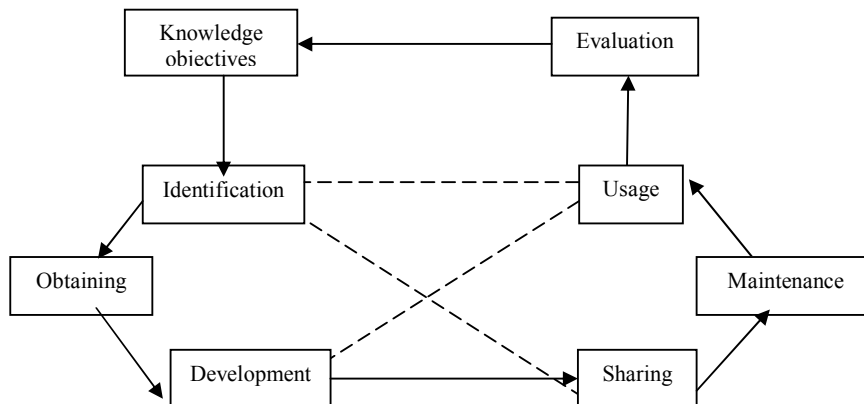 Knowledge
objectives
Evaluation
Identification
Usage
Obtaining
Maintenance
Development
Sharing